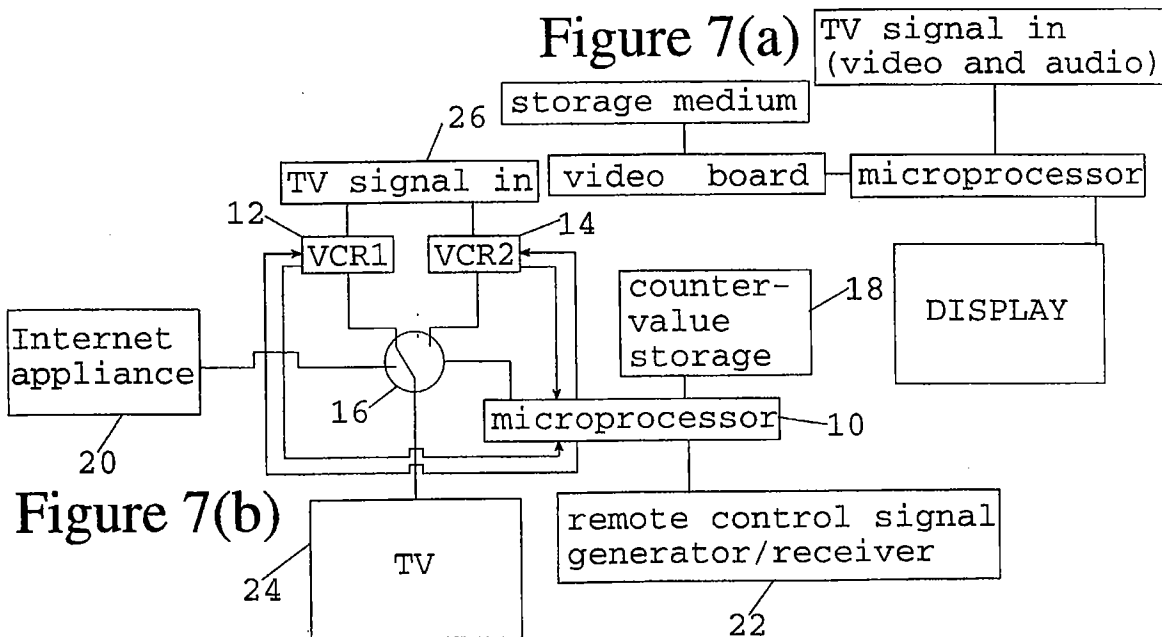 Figure 7(a)
TV signal in
(video and audio)
storage medium
video board
microprocessor
DISPLAY
26
TV signal in
12
14
VCR1
VCR2
counter-
value
storage
18
Internet
appliance
20
16
microprocessor
10
Figure 7(b)
24
TV
remote control signal
generator/receiver
22